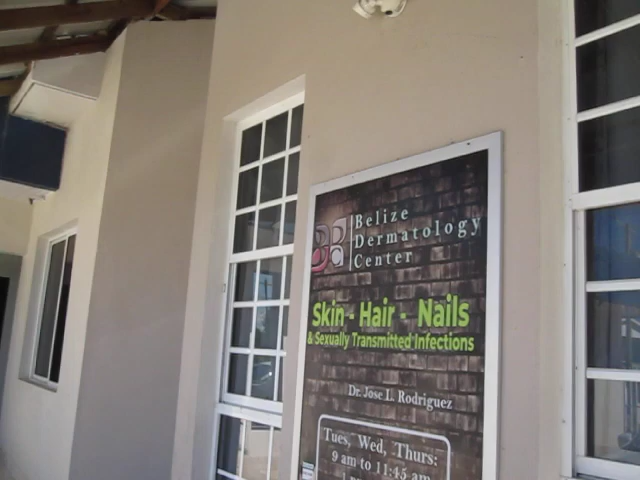 Belize
Dermatology
Center
Skin - Hair - Nails
& Sexually Transmitted Infections
Dr. Jose L. Rodriguez
Tues, Wed, Thurs:
9 am to 11:45 am